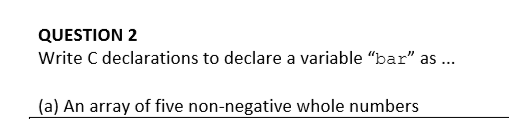 QUESTION 2
Write C declarations to declare a variable “bar” as ...
(a) An array of five non-negative whole numbers